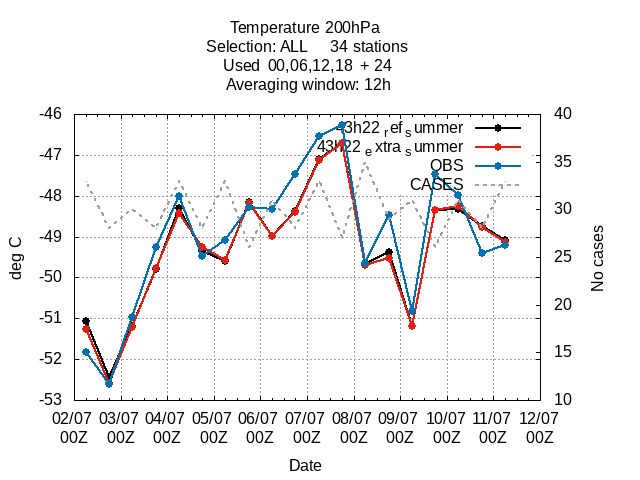 Temperature 200hPa
Selection: ALL     34 stations
Used  00,06,12,18  + 24
Averaging window: 12h
43h22 ref summer
43h22 extra summer
OBS
CASES
-46
-47
-48
-49
-50
-51
-52
-53
deg C
40
35
30
25
20
15
10
No cases
02/07 03/07 04/07 05/07 06/07 07/07 08/07 09/07 10/07 11/07 12/07
00Z 00Z 00Z 00Z 00Z 00Z 00Z 00Z 00Z 00Z 00Z
Date